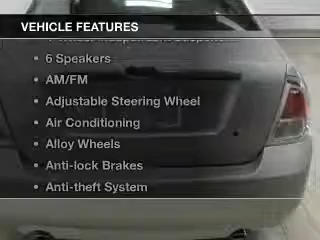 VEHICLE FEATURES
• 6 Speakers
• AM/FM
• Adjustable Steering Wheel
• Air Conditioning
• Alloy Wheels
• Anti-lock Brakes
• Anti-theft System